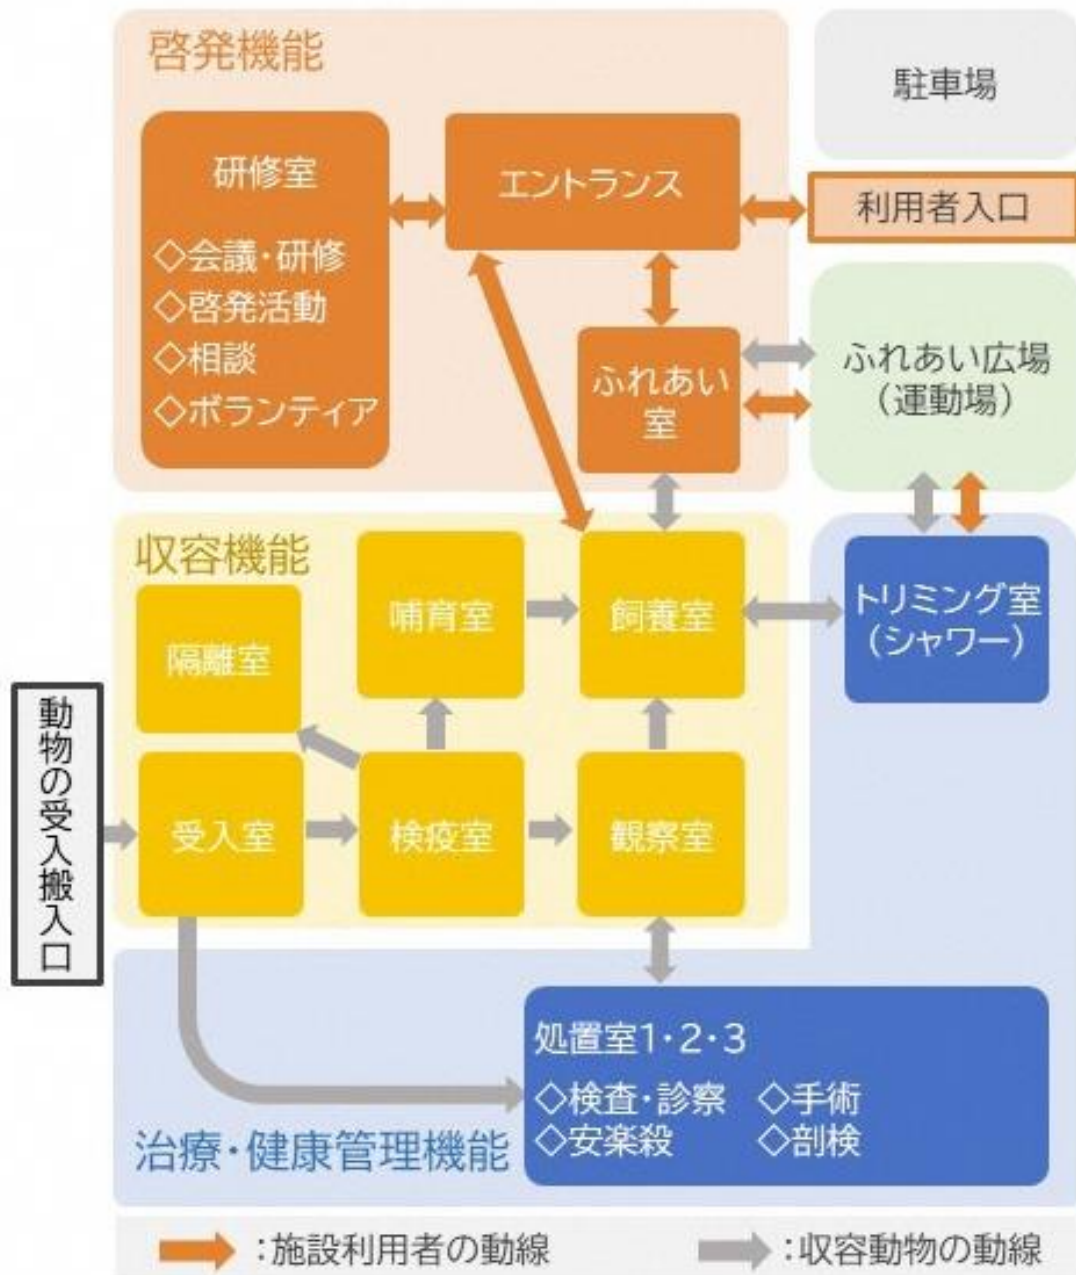 啓発機能
駐車場
研修室
◇会議・研修
◇啓発活動
◇相談
◇ボランティア
エントランス
利用者入口
ふれあい
室
ふれあい広場
(運動場)
収容機能
隔離室
哺育室
飼養室
トリミング室
(シャワー)
動物の受入搬入口
受入室
検疫室
観察室
処置室1・2・3
◇検査・診察 ◇手術
◇安楽殺 ◇剖検
治療・健康管理機能
:施設利用者の動線
:収容動物の動線